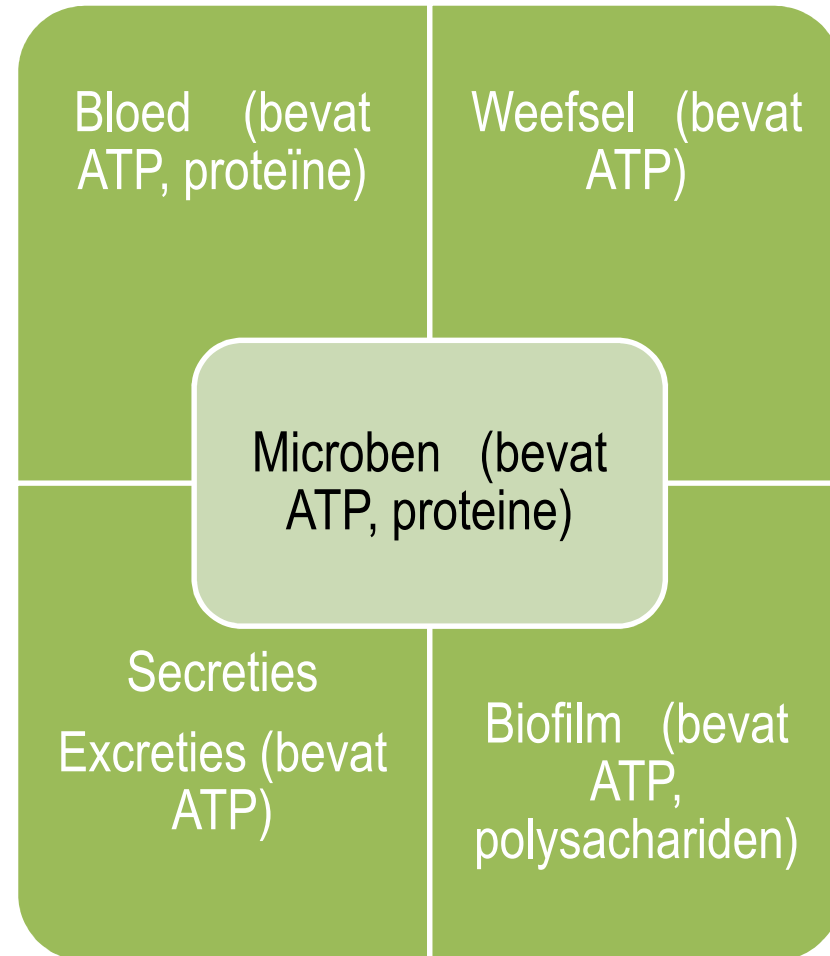 Bloed (bevat
ATP, proteïne)
Weefsel (bevat
ATP)
Microben (bevat
ATP, proteine)
Secreties
Excreties (bevat
ATP)
Biofilm (bevat
ATP,
polysachariden)